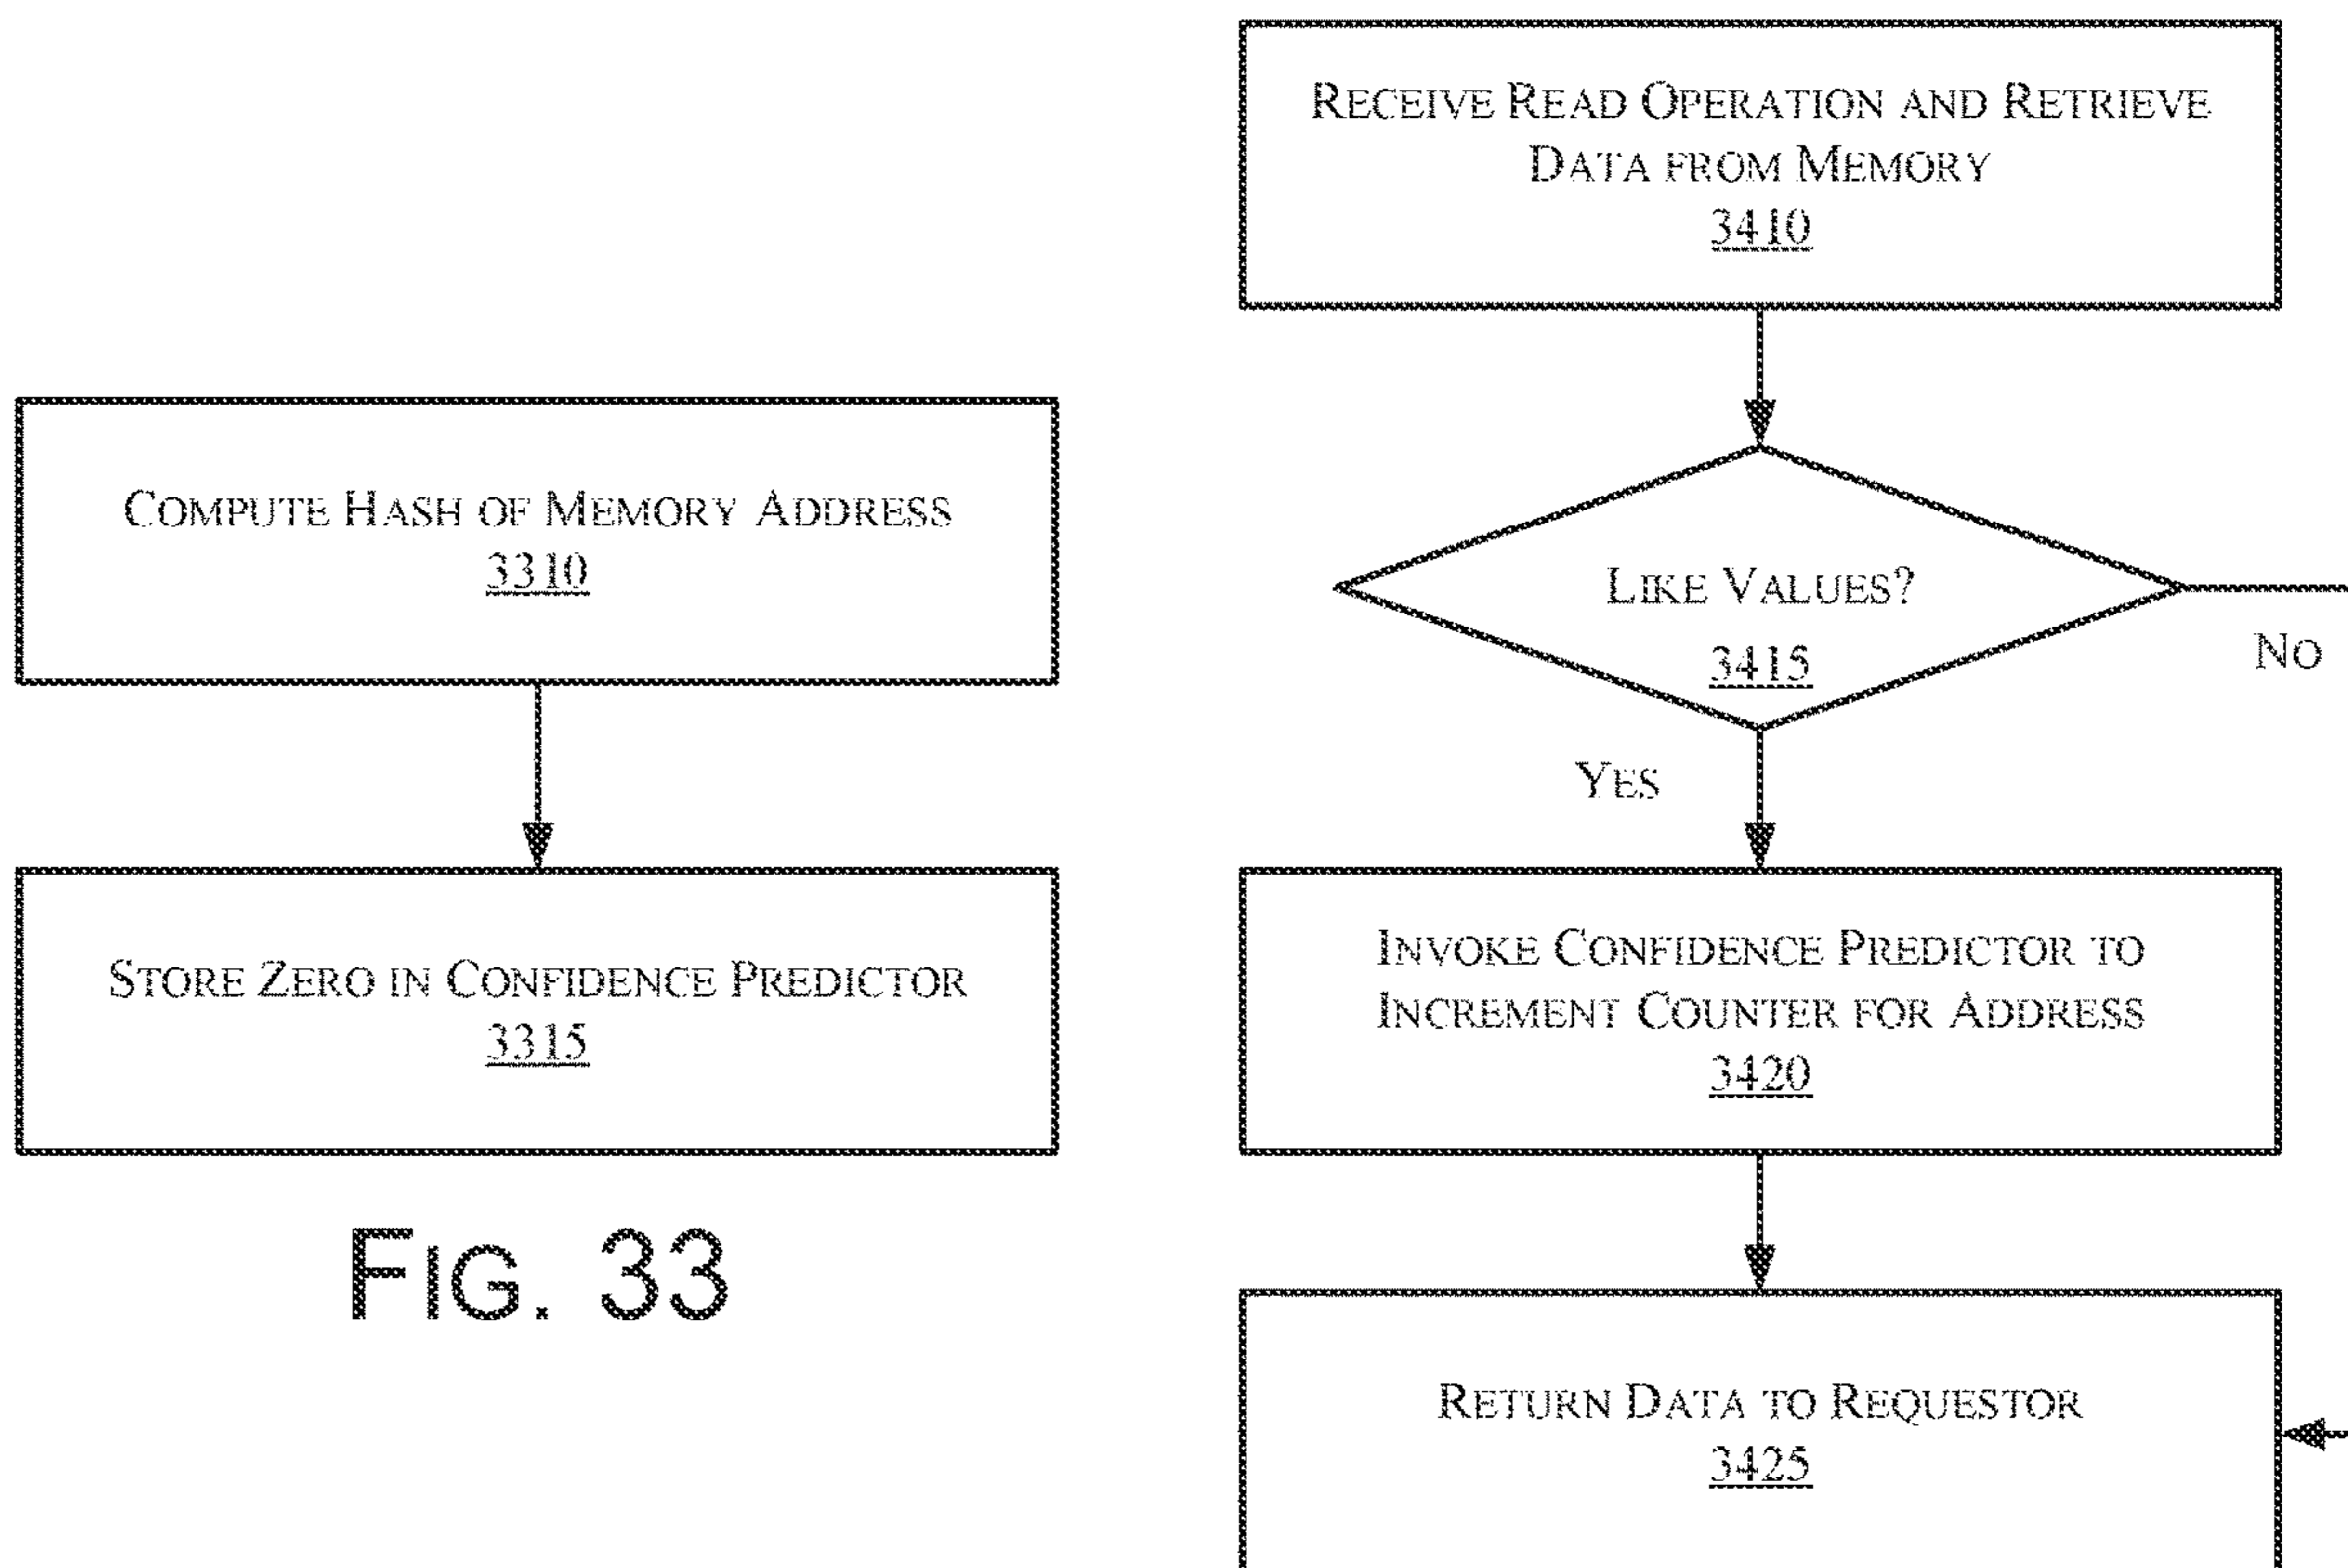 COMPUTE HASH OF MEMORY ADDRESS
3310
STORE ZERO IN CONFIDENCE PREDICTOR
3315
FIG. 33
RECEIVE READ OPERATION AND RETRIEVE
DATA FROM MEMORY
3410
LIKE VALUES?
3415
NO
YES
INVOKE CONFIDENCE PREDICTOR TO
INCREMENT COUNTER FOR ADDRESS
3420
RETURN DATA TO REQUESTOR
3425